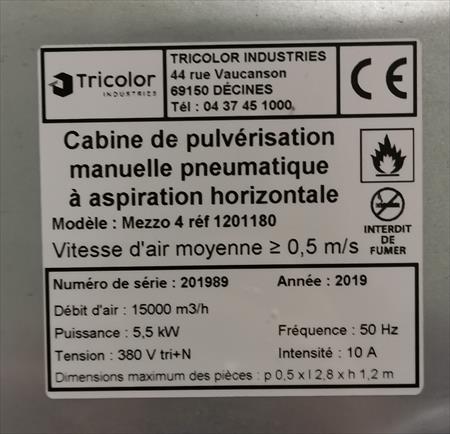 Tricolor
INDUSTRIES
TRICOLOR INDUSTRIES
44 rue Vaucanson
69150 DÉCINES
Tél : 04 37 45 1000
CE
Cabine de pulvérisation
manuelle pneumatique
à aspiration horizontale
Modèle : Mezzo 4 réf 1201180
Vitesse d'air moyenne ≥ 0,5 m/s
INTERDIT
DE
FUMER
Numéro de série : 201989 Année : 2019
Débit d'air : 15000 m3/h
Puissance : 5,5 kW Fréquence : 50 Hz
Tension : 380 V tri+N Intensité : 10 A
Dimensions maximum des pièces : p 0,5 x l 2,8 x h 1,2 m